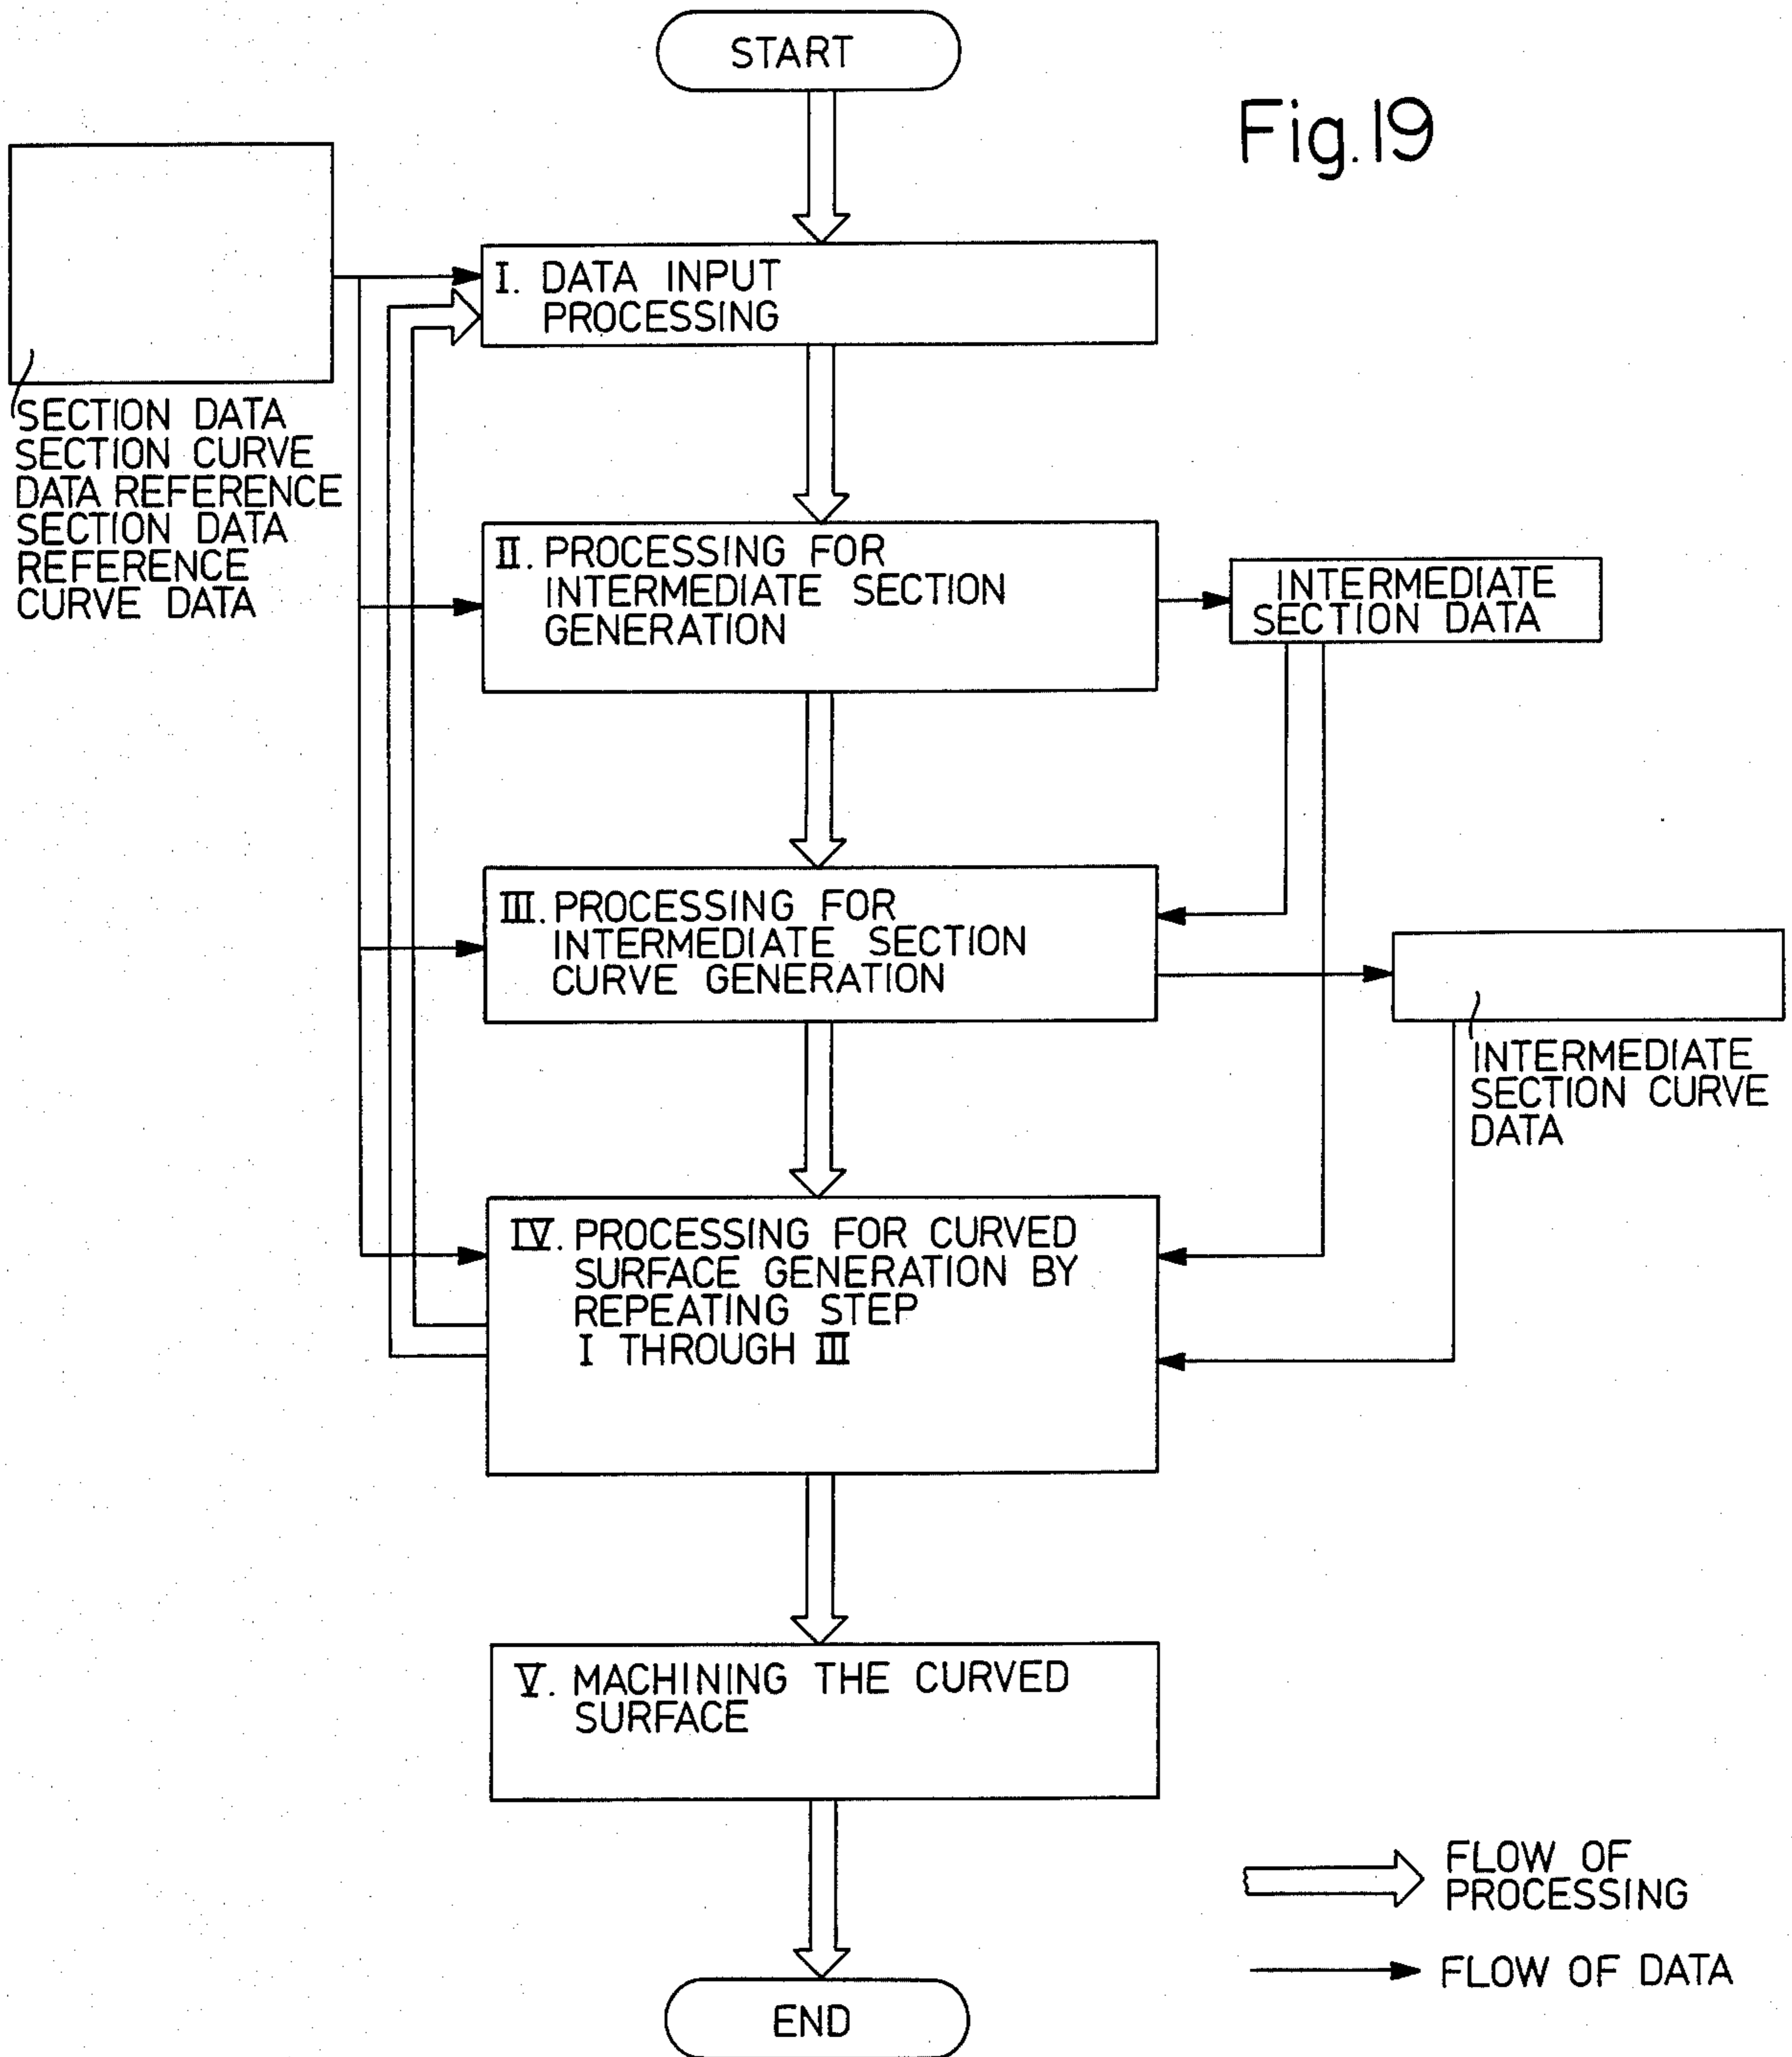 START
Fig.19
I. DATA INPUT
PROCESSING
SECTION DATA
SECTION CURVE
DATA REFERENCE
SECTION DATA
REFERENCE
CURVE DATA
II. PROCESSING FOR
INTERMEDIATE SECTION
GENERATION
INTERMEDIATE
SECTION DATA
III. PROCESSING FOR
INTERMEDIATE SECTION
CURVE GENERATION
INTERMEDIATE
SECTION CURVE
DATA
IV. PROCESSING FOR CURVED
SURFACE GENERATION BY
REPEATING STEP
I THROUGH III
V. MACHINING THE CURVED
SURFACE
FLOW OF
PROCESSING
FLOW OF DATA
END